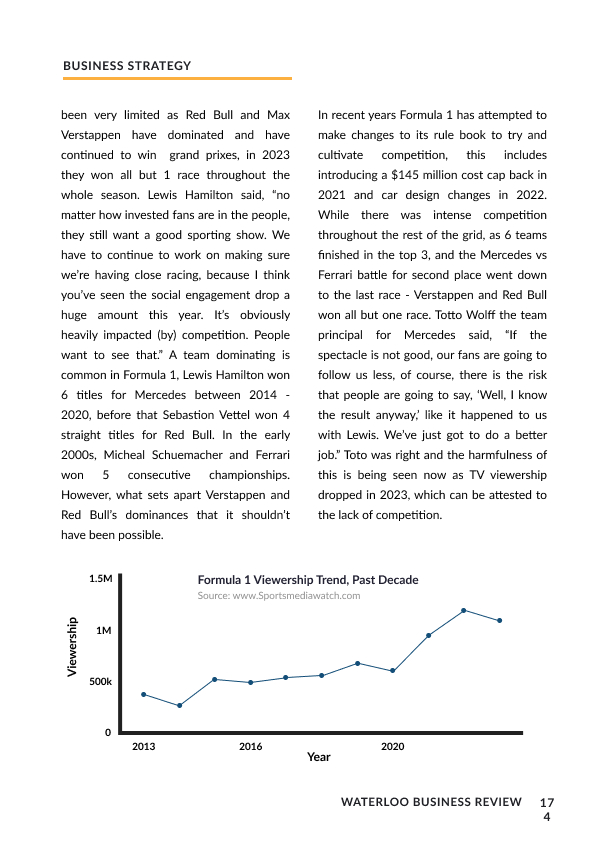 BUSINESS STRATEGY
been very limited as Red Bull and Max
Verstappen have dominated and have
continued to win grand prixes, in 2023
they won all but 1 race throughout the
whole season. Lewis Hamilton said, “no
matter how invested fans are in the people,
they still want a good sporting show. We
have to continue to work on making sure
we’re having close racing, because I think
you’ve seen the social engagement drop a
huge amount this year. It’s obviously
heavily impacted (by) competition. People
want to see that.” A team dominating is
common in Formula 1, Lewis Hamilton won
6 titles for Mercedes between 2014 -
2020, before that Sebastion Vettel won 4
straight titles for Red Bull. In the early
2000s, Micheal Schuemacher and Ferrari
won 5 consecutive championships.
However, what sets apart Verstappen and
Red Bull’s dominances that it shouldn’t
have been possible.
In recent years Formula 1 has attempted to
make changes to its rule book to try and
cultivate competition, this includes
introducing a $145 million cost cap back in
2021 and car design changes in 2022.
While there was intense competition
throughout the rest of the grid, as 6 teams
finished in the top 3, and the Mercedes vs
Ferrari battle for second place went down
to the last race - Verstappen and Red Bull
won all but one race. Totto Wolff the team
principal for Mercedes said, “If the
spectacle is not good, our fans are going to
follow us less, of course, there is the risk
that people are going to say, ‘Well, I know
the result anyway,’ like it happened to us
with Lewis. We’ve just got to do a better
job.” Toto was right and the harmfulness of
this is being seen now as TV viewership
dropped in 2023, which can be attested to
the lack of competition.
Formula 1 Viewership Trend, Past Decade
Source: www.Sportsmediawatch.com
1.5M
1M
500k
0
Viewership
2013
2016
2020
Year
WATERLOO BUSINESS REVIEW
17
4